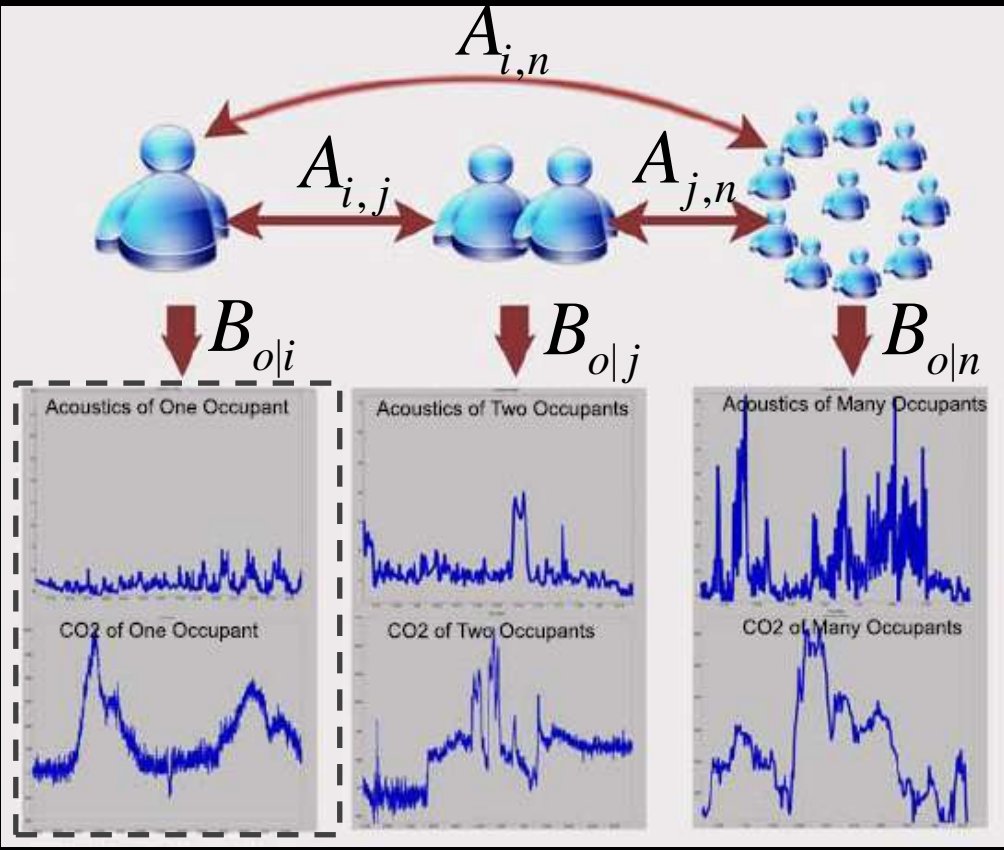 A_{i,n}
A_{i,j}
A_{j,n}
B_{o|i}
B_{o|j}
B_{o|n}
Acoustics of One Occupant
Acoustics of Two Occupants
Acoustics of Many Occupants
CO2 of One Occupant
CO2 of Two Occupants
CO2 of Many Occupants